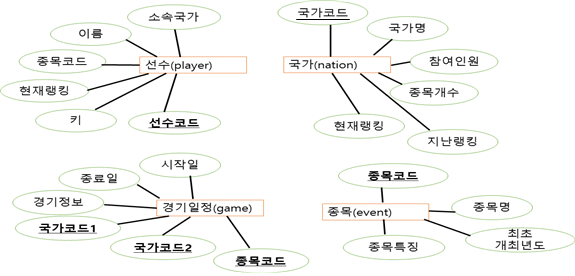 소속국가
이름
종목코드
선수(player)
현재랭킹
키
선수코드
국가코드
국가명
국가(nation)
참여인원
종목개수
현재랭킹
지난랭킹
시작일
종료일
경기정보
경기일정(game)
국가코드1
국가코드2
종목코드
종목코드
종목(event)
종목명
종목특징
최초
개최년도